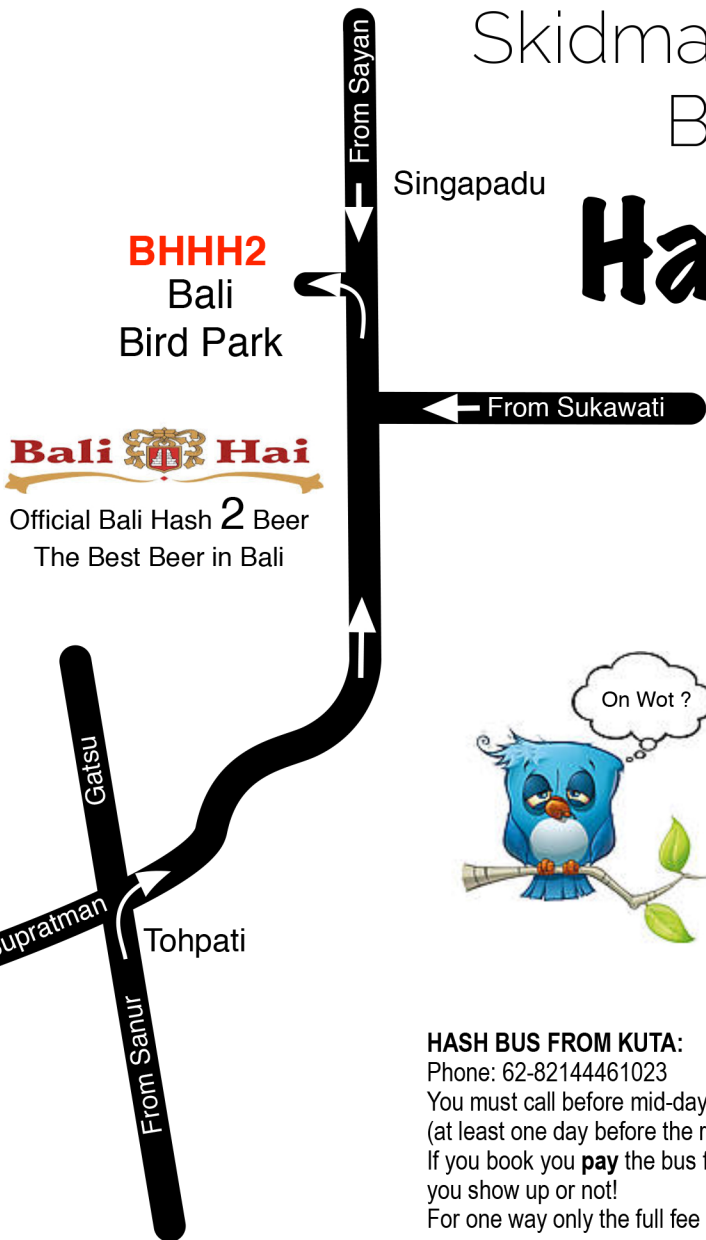 Skidma
B
From Sayan
Singapadu
Ha
BHHH2
Bali
Bird Park
From Sukawati
Bali Hai
Official Bali Hash 2 Beer
The Best Beer in Bali
On Wot ?
Gatsu
upratman
Tohpati
From Sanur
HASH BUS FROM KUTA:
Phone: 62-82144461023
You must call before mid-day
(at least one day before the r
If you book you pay the bus f
you show up or not!
For one way only the full fee